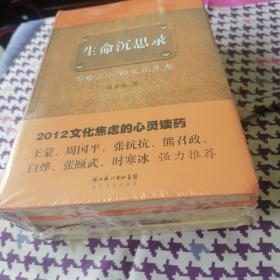 生命沉思录
2012文化焦虑的心灵读药
王蒙、周国平、张抗抗、熊召政、
白烨、张颐武、时寒冰 强力推荐